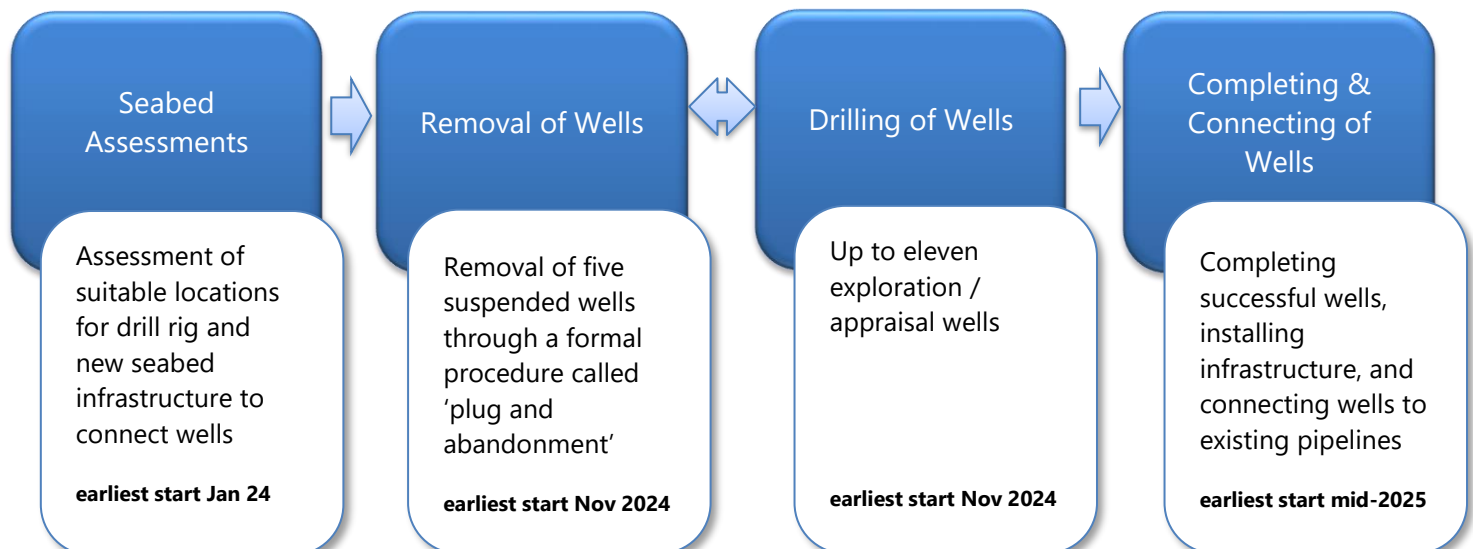 Seabed
Assessments
Assessment of
suitable locations
for drill rig and
new seabed
infrastructure to
connect wells
earliest start Jan 24
Removal of Wells
Removal of five
suspended wells
through a formal
procedure called
‘plug and
abandonment’
earliest start Nov 2024
Drilling of Wells
Up to eleven
exploration /
appraisal wells
earliest start Nov 2024
Completing &
Connecting of
Wells
Completing
successful wells,
installing
infrastructure, and
connecting wells to
existing pipelines
earliest start mid-2025